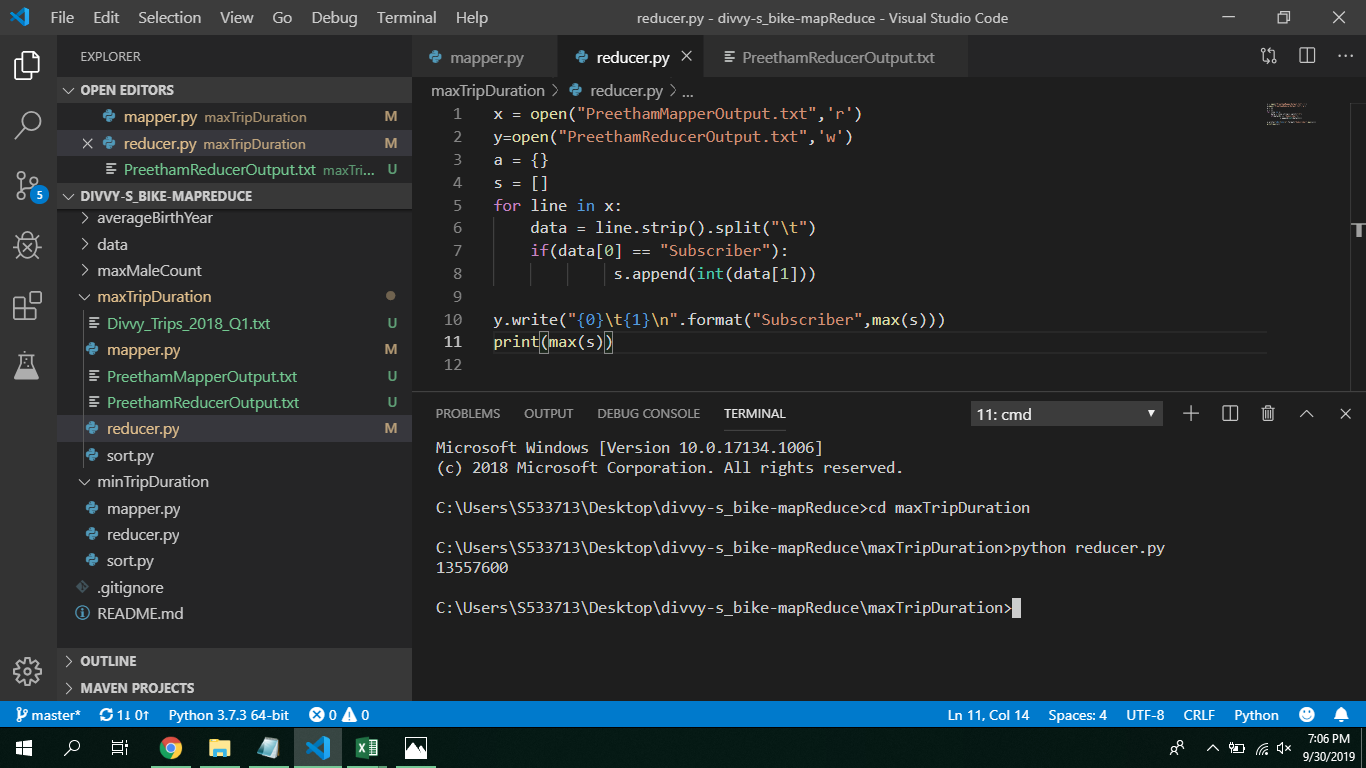 File Edit Selection View Go Debug Terminal Help
reducer.py - divvy-s_bike-mapReduce - Visual Studio Code
EXPLORER
OPEN EDITORS
mapper.py maxTripDuration M
reducer.py maxTripDuration M
PreethamReducerOutput.txt maxTri... U
DIVVY-S_BIKE-MAPREDUCE
averageBirthYear
data
maxMaleCount
maxTripDuration
Divvy_Trips_2018_Q1.txt U
mapper.py M
PreethamMapperOutput.txt U
PreethamReducerOutput.txt U
reducer.py M
sort.py
minTripDuration
mapper.py
reducer.py
sort.py
.gitignore
README.md
OUTLINE
MAVEN PROJECTS
5
mapper.py reducer.py PreethamReducerOutput.txt
maxTripDuration > reducer.py > ...
1 x = open("PreethamMapperOutput.txt",'r')
2 y=open("PreethamReducerOutput.txt",'w')
3 a = {}
4 s = []
5 for line in x:
6 data = line.strip().split("\t")
7 if(data[0] == "Subscriber"):
8 s.append(int(data[1]))
9
10 y.write("{0}\t{1}\n".format("Subscriber",max(s)))
11 print(max(s))
12
PROBLEMS OUTPUT DEBUG CONSOLE TERMINAL 11: cmd
Microsoft Windows [Version 10.0.17134.1006]
(c) 2018 Microsoft Corporation. All rights reserved.
C:\Users\S533713\Desktop\divvy-s_bike-mapReduce>cd maxTripDuration
C:\Users\S533713\Desktop\divvy-s_bike-mapReduce\maxTripDuration>python reducer.py
13557600
C:\Users\S533713\Desktop\divvy-s_bike-mapReduce\maxTripDuration>
master* 1↓ 0↑ Python 3.7.3 64-bit 0 0 Ln 11, Col 14 Spaces: 4 UTF-8 CRLF Python
7:06 PM
9/30/2019